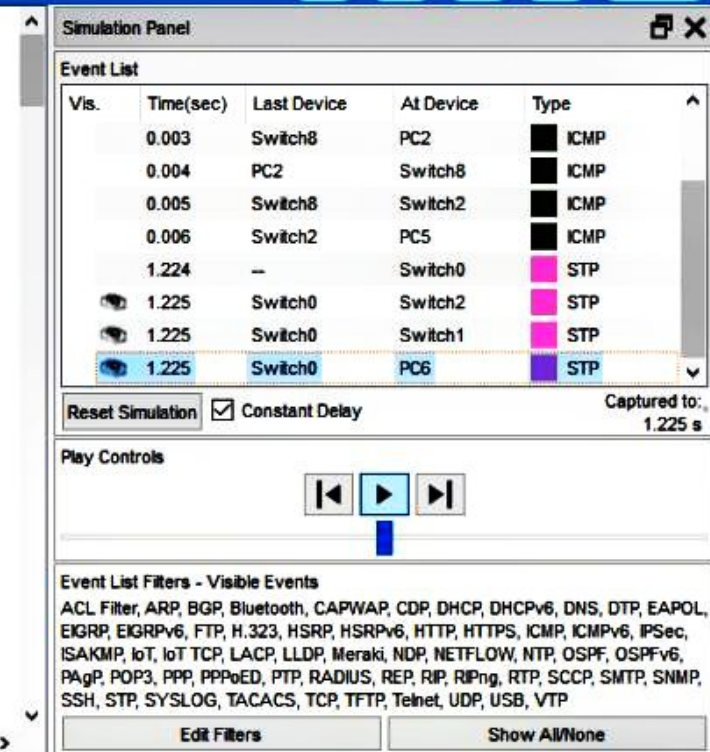 Simulation Panel
Event List
Vis. Time(sec) Last Device At Device Type
0.003 Switch8 PC2 ICMP
0.004 PC2 Switch8 ICMP
0.005 Switch8 Switch2 ICMP
0.006 Switch2 PC5 ICMP
1.224 -- Switch0 STP
1.225 Switch0 Switch2 STP
1.225 Switch0 Switch1 STP
1.225 Switch0 PC6 STP
Reset Simulation Constant Delay Captured to:
1.225 s
Play Controls
Event List Filters - Visible Events
ACL Filter, ARP, BGP, Bluetooth, CAPWAP, CDP, DHCP, DHCPv6, DNS, DTP, EAPOL,
EIGRP, EIGRPv6, FTP, H.323, HSRP, HSRPv6, HTTP, HTTPS, ICMP, ICMPv6, IPSec,
ISAKMP, IoT, IoT TCP, LACP, LLDP, Meraki, NDP, NETFLOW, NTP, OSPF, OSPFv6,
PAgP, POP3, PPP, PPPoED, PTP, RADIUS, REP, RIP, RIPng, RTP, SCCP, SMTP, SNMP,
SSH, STP, SYSLOG, TACACS, TCP, TFTP, Telnet, UDP, USB, VTP
Edit Filters Show All/None